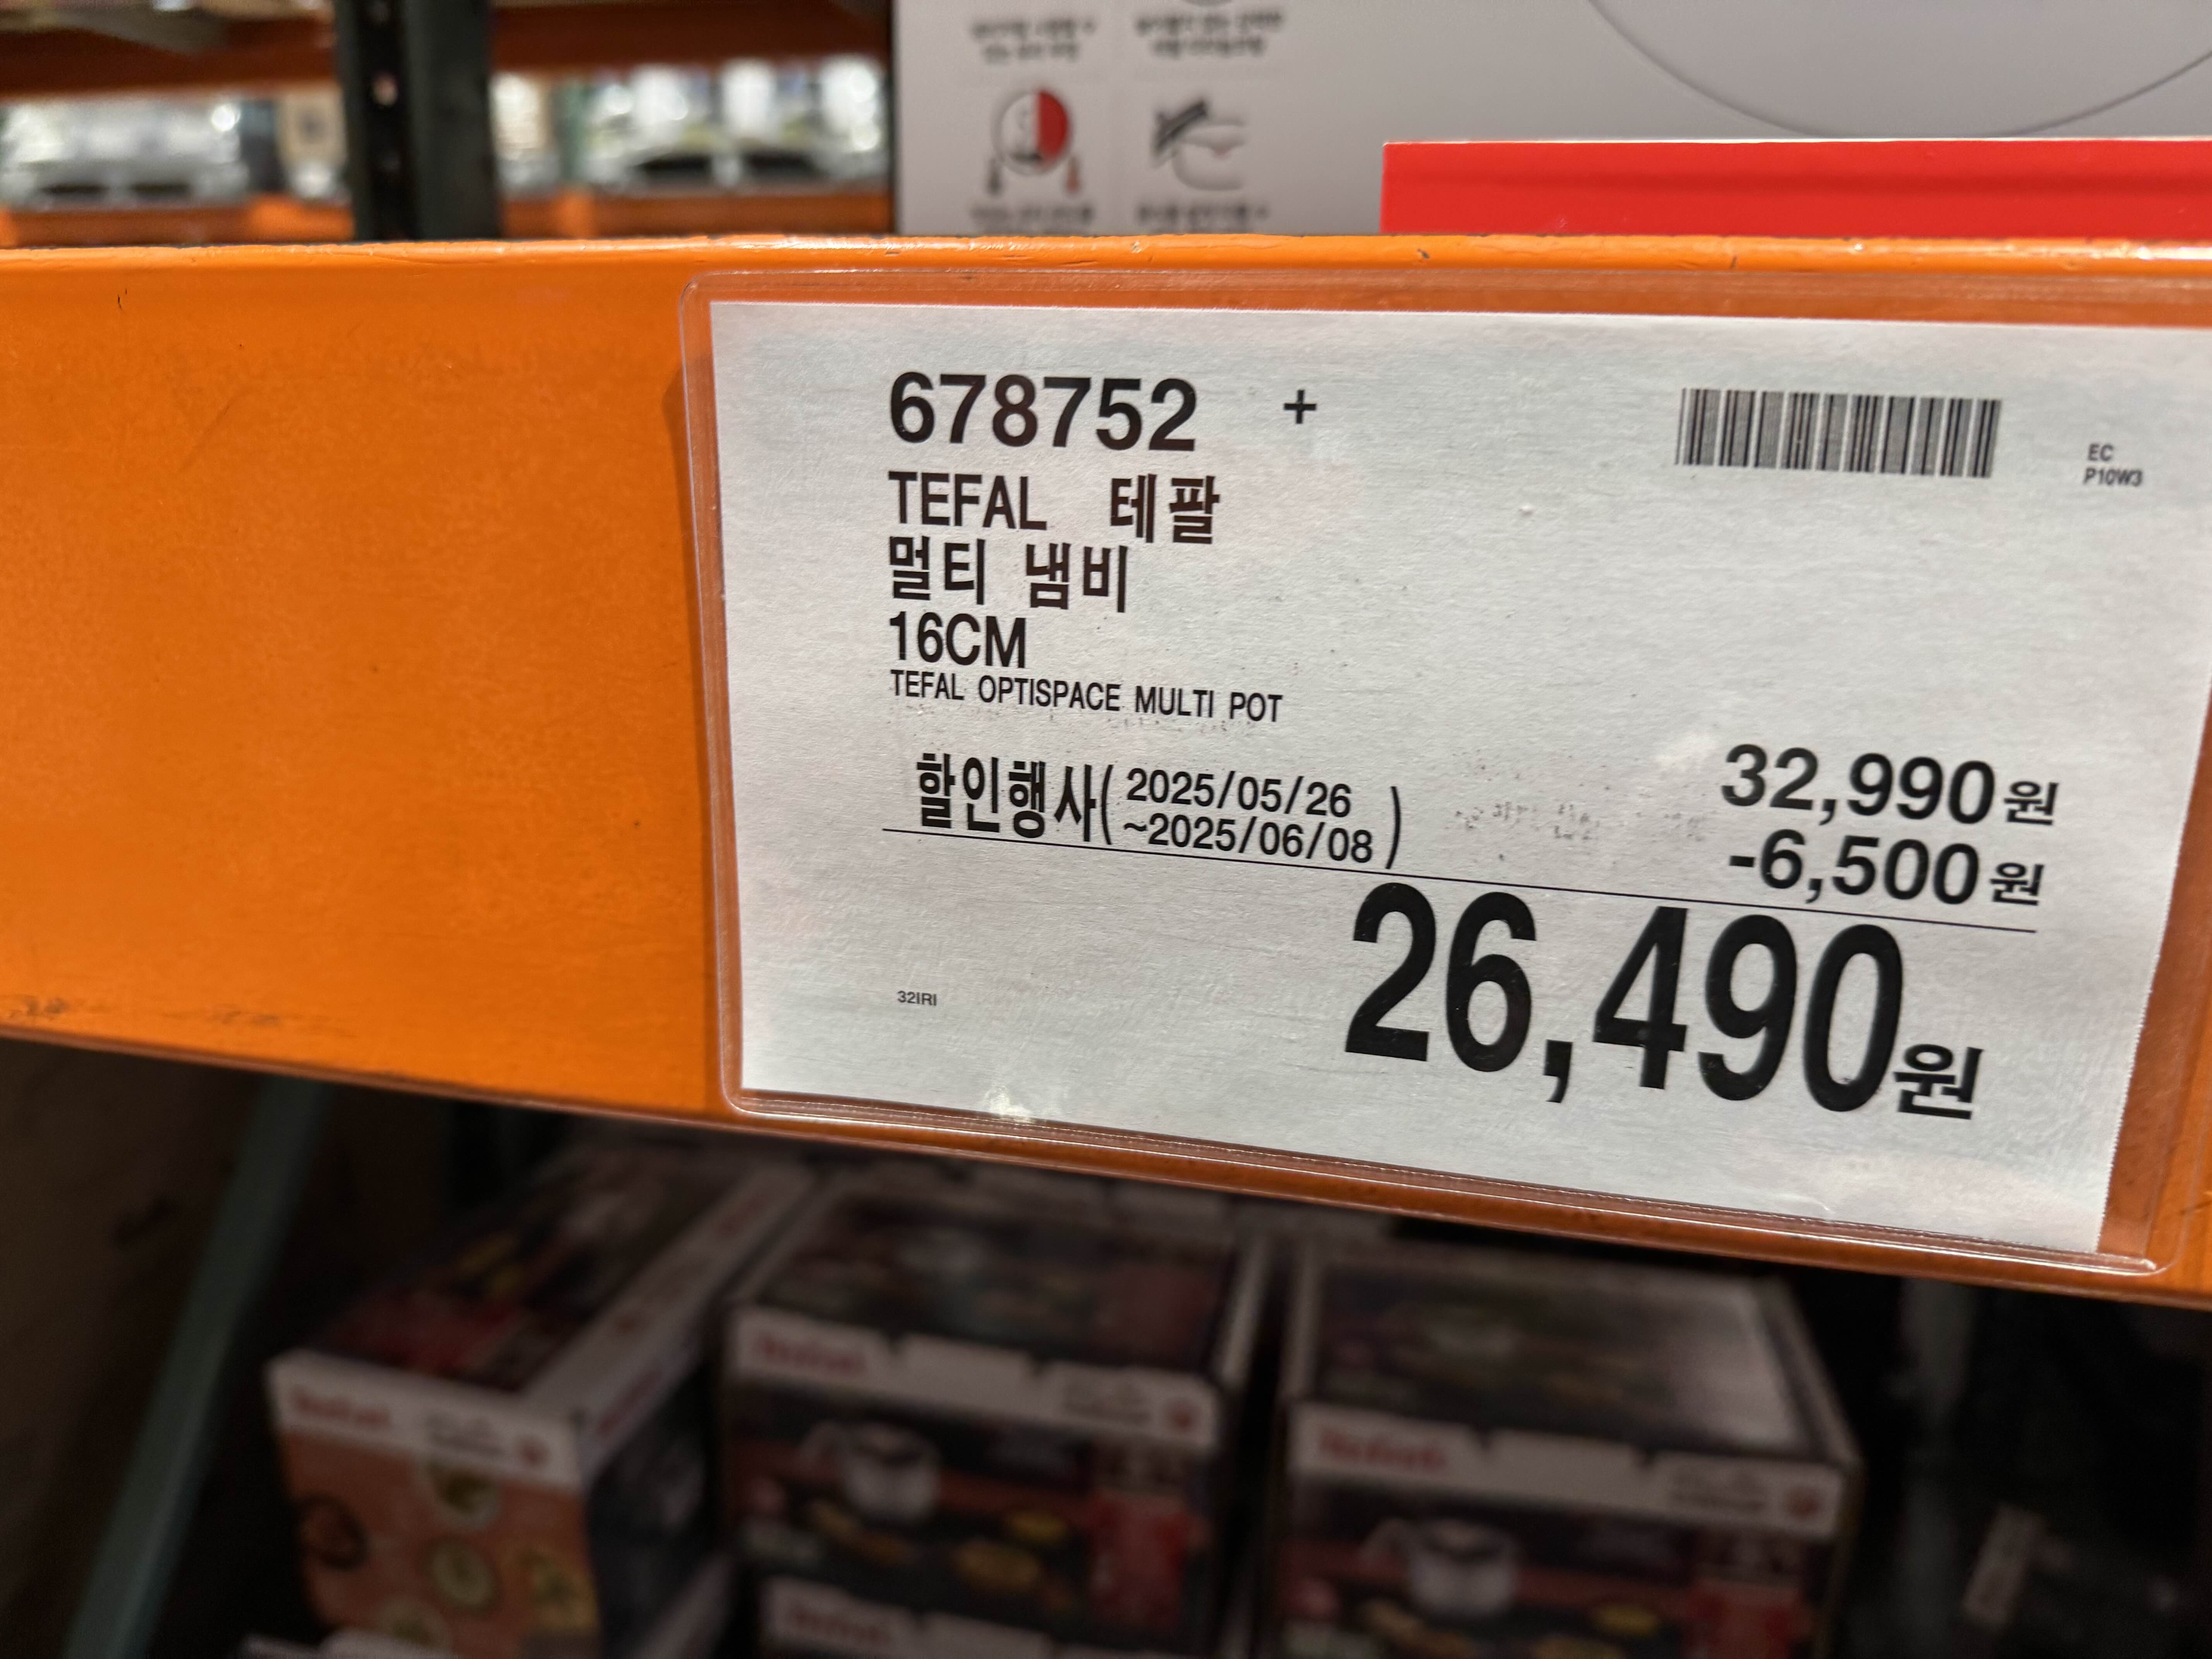 678752 +
EC
P10W3
TEFAL 테팔
멀티 냄비
16CM
TEFAL OPTISPACE MULTI POT
32,990원
할인행사( 2025/05/26
~2025/06/08 )
-6,500원
26,490원
32IRI